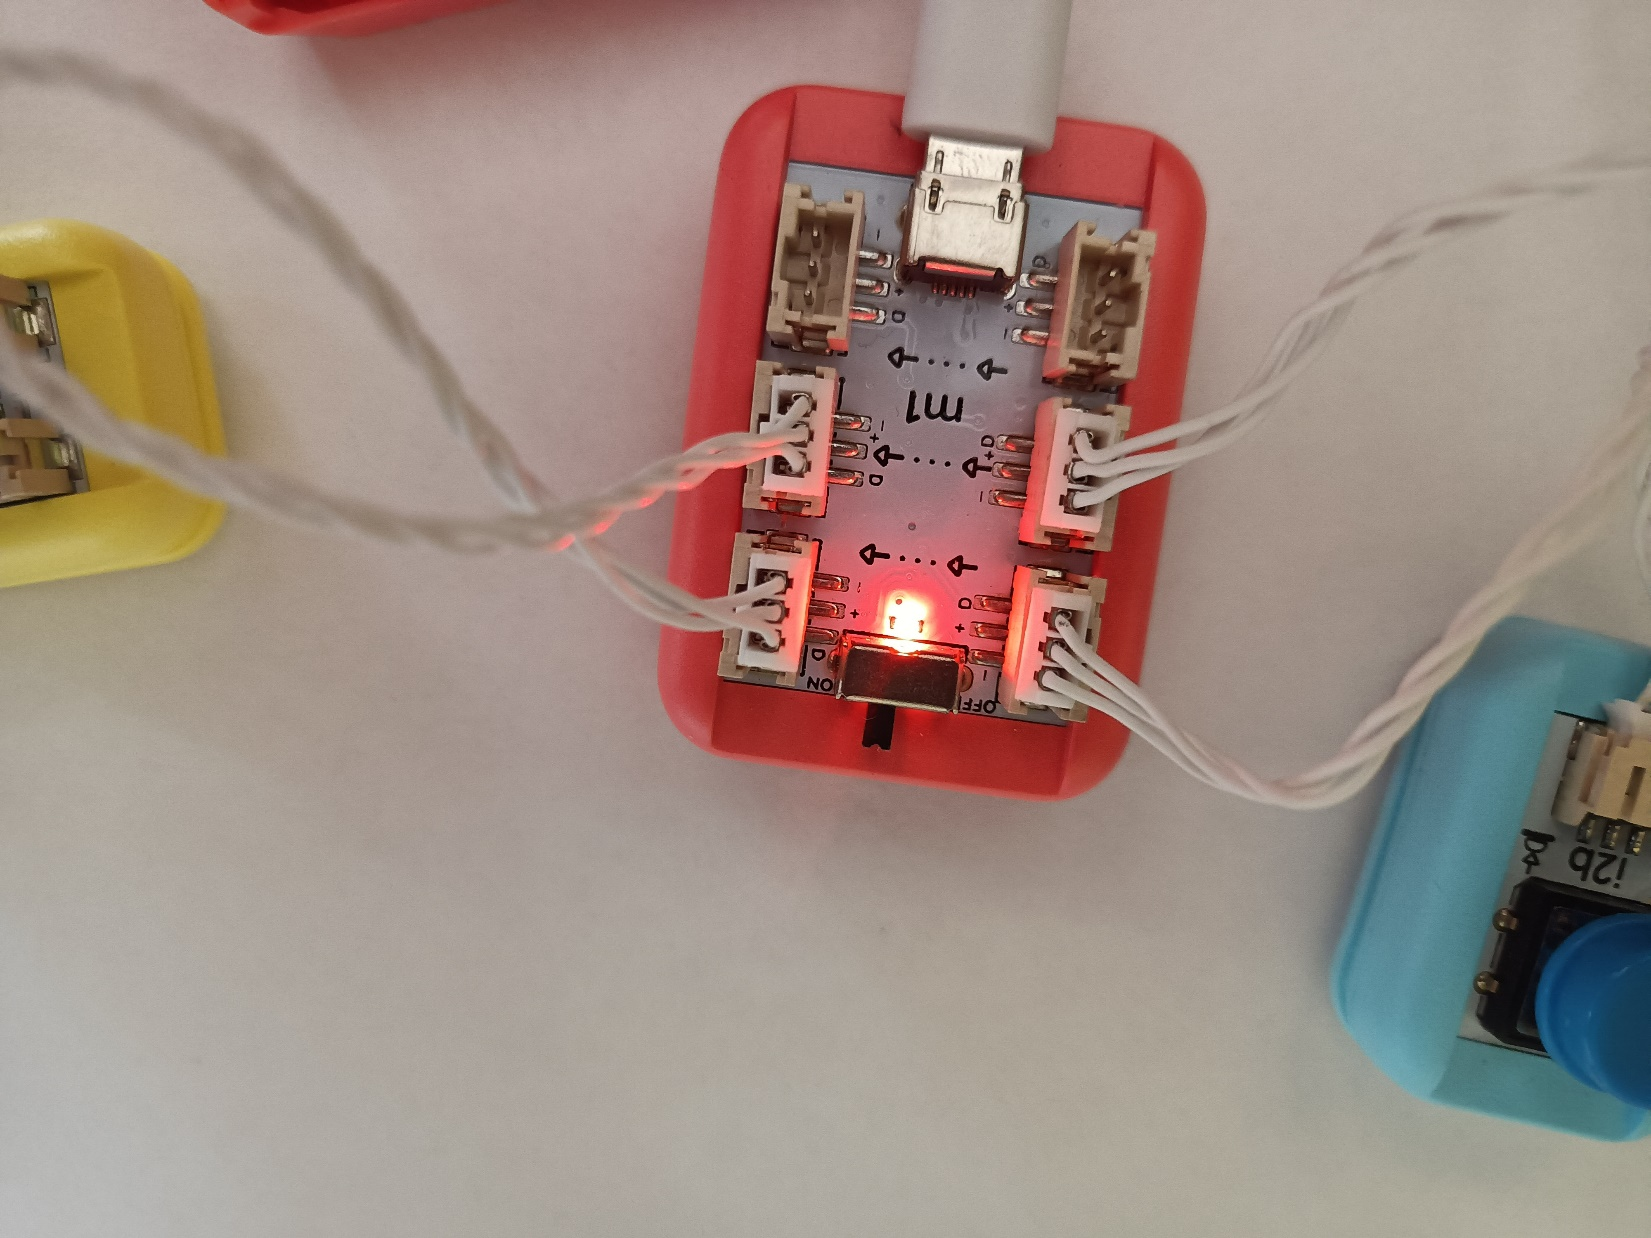 m1
D + -
- + D
D + -
- + D
D + -
- + D
OFF
ON
i2b